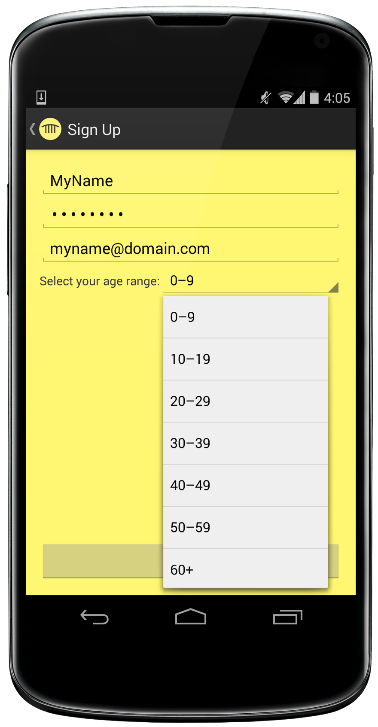 4:05
Sign Up
MyName
••••••••
myname@domain.com
Select your age range: 0–9
0–9
10–19
20–29
30–39
40–49
50–59
60+